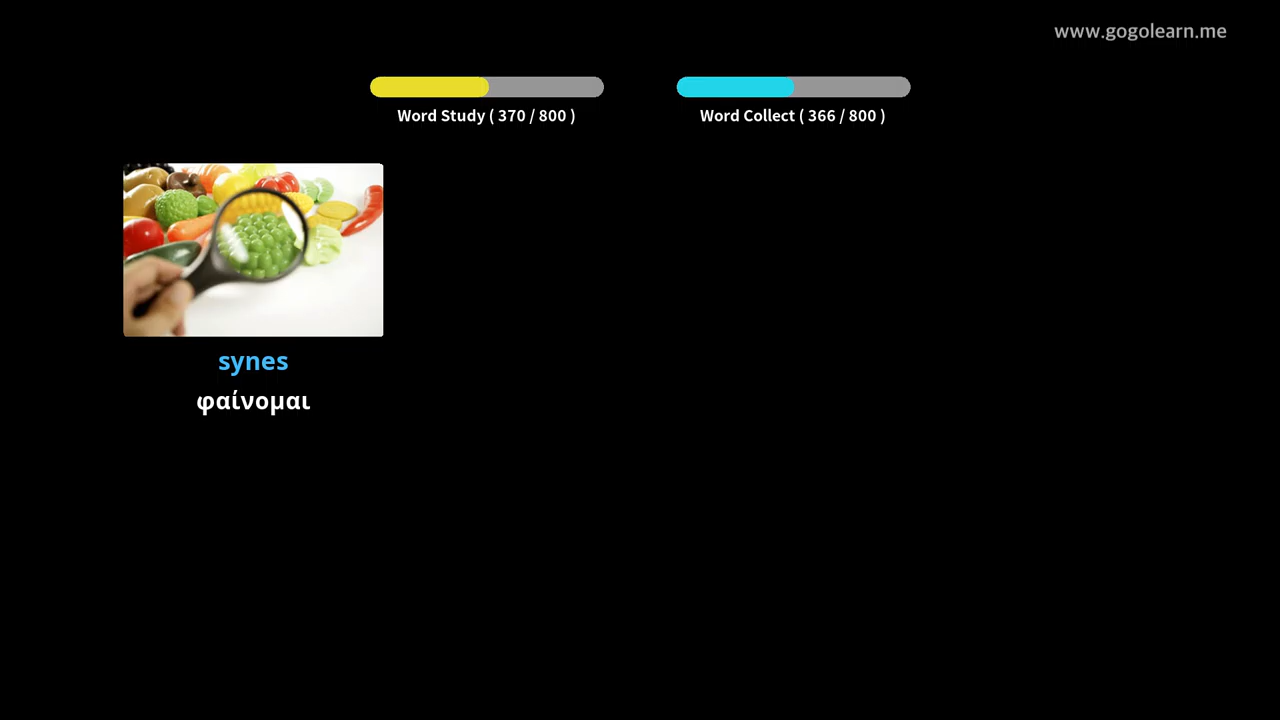 www.gogolearn.me
Word Study ( 370 / 800 )
Word Collect ( 366 / 800 )
synes
φαίνομαι